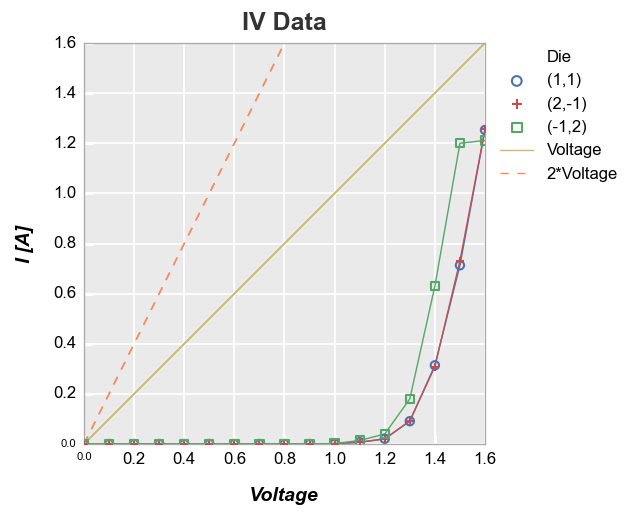 IV Data
1.6
1.4
1.2
1.0
0.8
0.6
0.4
0.2
0.0
0.0 0.2 0.4 0.6 0.8 1.0 1.2 1.4 1.6
I [A]
Voltage
Die
(1,1)
(2,-1)
(-1,2)
Voltage
2*Voltage